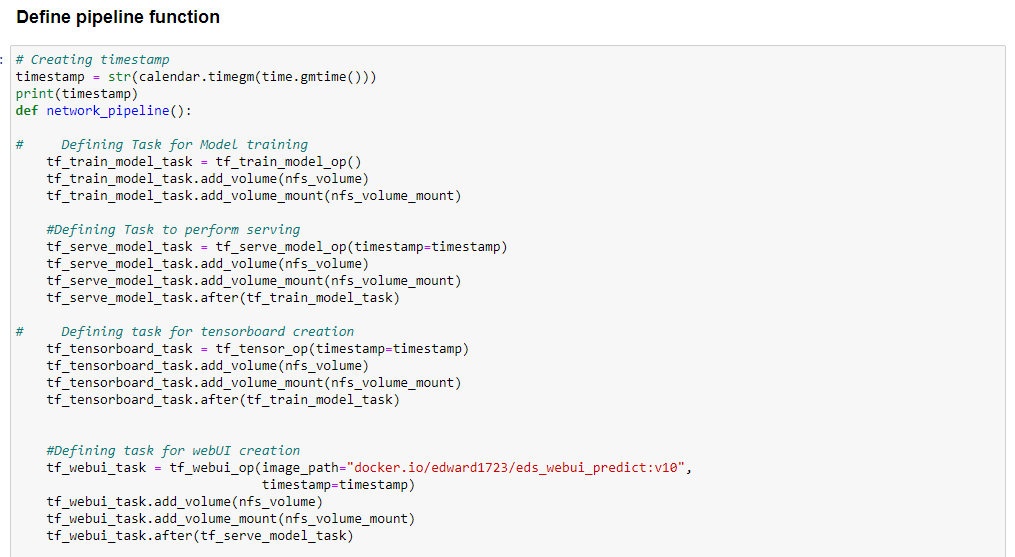 Define pipeline function
:
# Creating timestamp
timestamp = str(calendar.timegm(time.gmtime()))
print(timestamp)
def network_pipeline():
#     Defining Task for Model training
    tf_train_model_task = tf_train_model_op()
    tf_train_model_task.add_volume(nfs_volume)
    tf_train_model_task.add_volume_mount(nfs_volume_mount)
    #Defining Task to perform serving
    tf_serve_model_task = tf_serve_model_op(timestamp=timestamp)
    tf_serve_model_task.add_volume(nfs_volume)
    tf_serve_model_task.add_volume_mount(nfs_volume_mount)
    tf_serve_model_task.after(tf_train_model_task)
#     Defining task for tensorboard creation
    tf_tensorboard_task = tf_tensor_op(timestamp=timestamp)
    tf_tensorboard_task.add_volume(nfs_volume)
    tf_tensorboard_task.add_volume_mount(nfs_volume_mount)
    tf_tensorboard_task.after(tf_train_model_task)
    #Defining task for webUI creation
    tf_webui_task = tf_webui_op(image_path="docker.io/edward1723/eds_webui_predict:v10",
                                timestamp=timestamp)
    tf_webui_task.add_volume(nfs_volume)
    tf_webui_task.add_volume_mount(nfs_volume_mount)
    tf_webui_task.after(tf_serve_model_task)